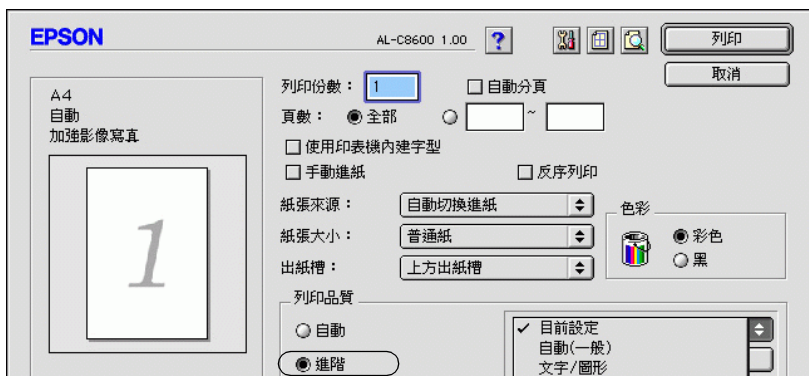 EPSON AL-C8600 1.00 ? 列印
取消
A4
自動
加強影像寫真
1
列印份數： 1 自動分頁
頁數： 全部 ~
使用印表機內建字型
手動進紙 反序列印
紙張來源： 自動切換進紙
紙張大小： 普通紙
出紙槽： 上方出紙槽
色彩
彩色
黑
列印品質
自動
進階
✓ 目前設定
自動(一般)
文字/圖形